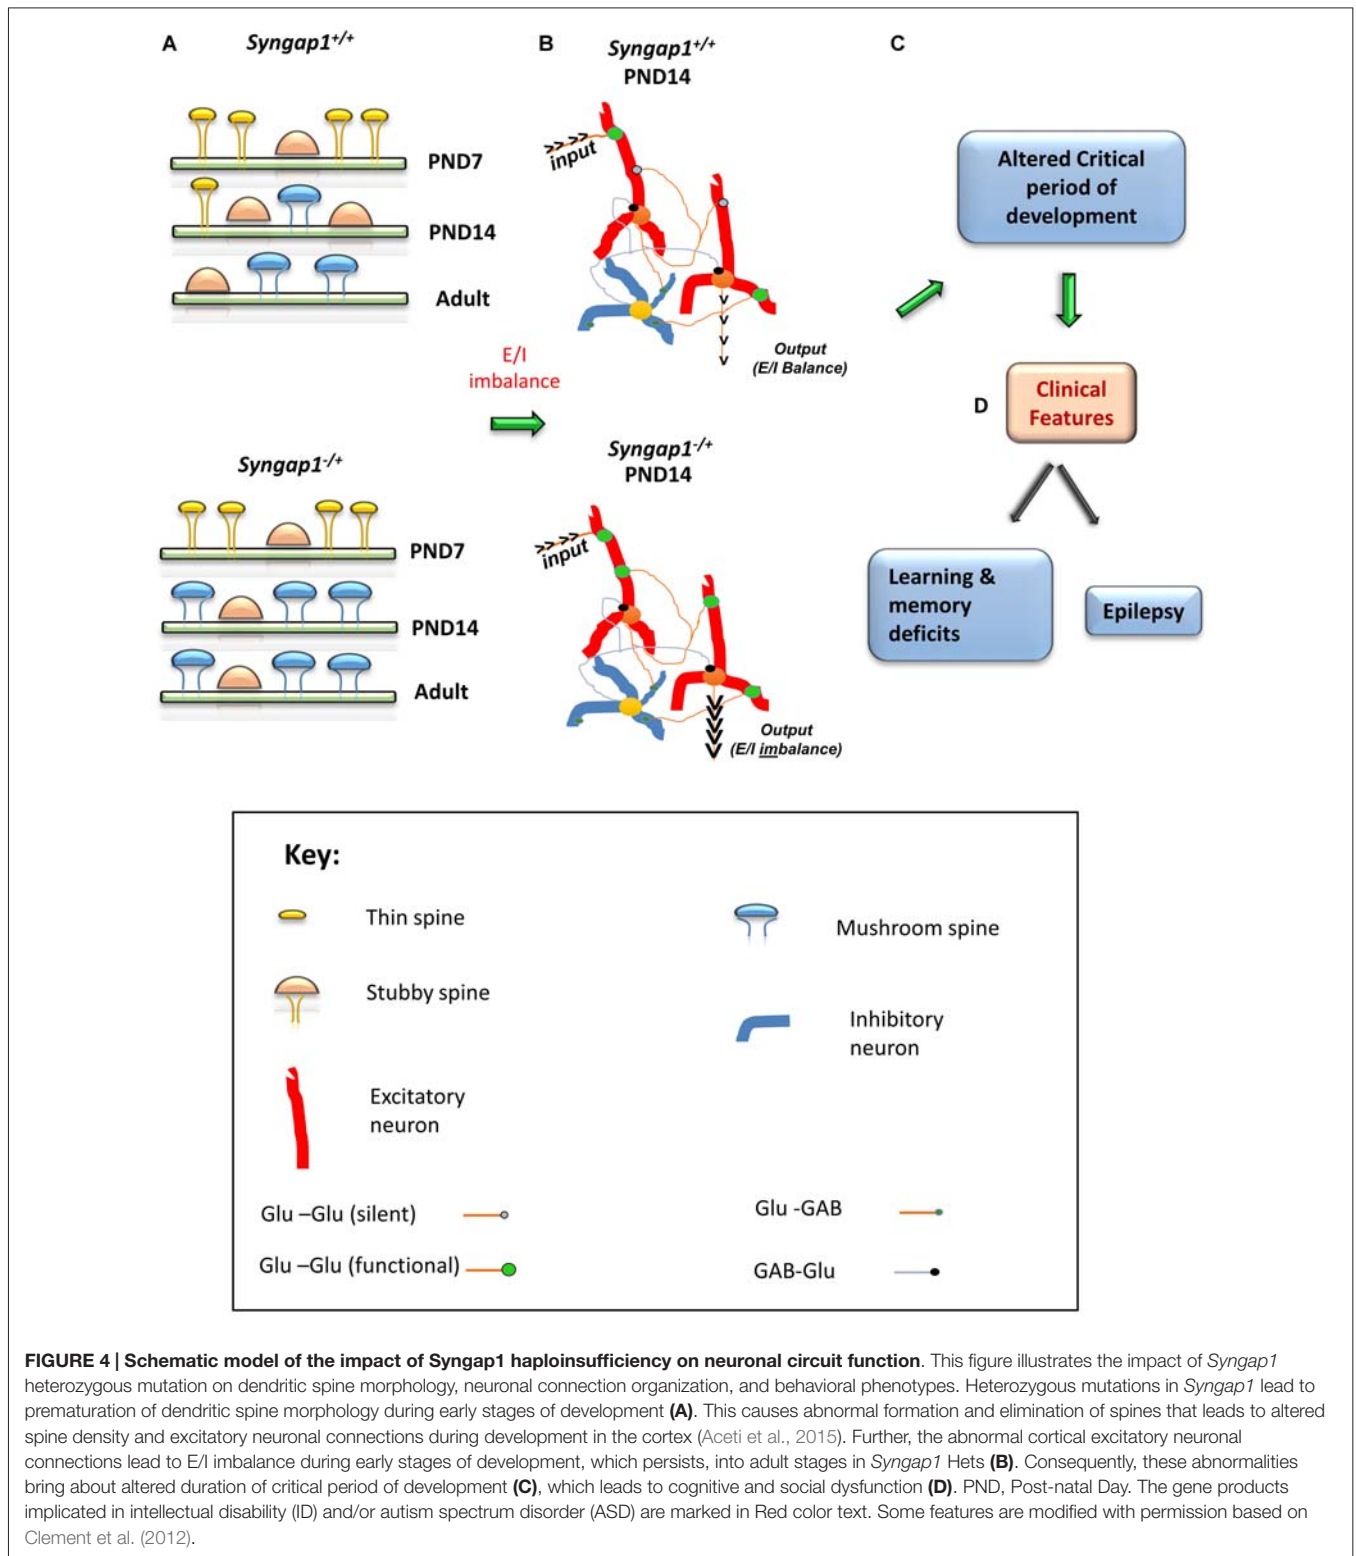 A
Syngap1+/+
PND7
PND14
Adult
E/I
imbalance
Syngap1-/+
PND7
PND14
Adult
B
Syngap1+/+
PND14
>> >>
input
Output
(E/I Balance)
Syngap1-/+
PND14
>> >>
input
Output
(E/I imbalance)
C
Altered Critical
period of
development
D
Clinical
Features
Learning &
memory
deficits
Epilepsy
Key:
Thin spine
Mushroom spine
Stubby spine
Inhibitory
neuron
Excitatory
neuron
Glu –Glu (silent)
Glu -GAB
Glu –Glu (functional)
GAB-Glu
FIGURE 4 | Schematic model of the impact of Syngap1 haploinsufficiency on neuronal circuit function. This figure illustrates the impact of Syngap1
heterozygous mutation on dendritic spine morphology, neuronal connection organization, and behavioral phenotypes. Heterozygous mutations in Syngap1 lead to
prematuration of dendritic spine morphology during early stages of development (A). This causes abnormal formation and elimination of spines that leads to altered
spine density and excitatory neuronal connections during development in the cortex (Aceti et al., 2015). Further, the abnormal cortical excitatory neuronal
connections lead to E/I imbalance during early stages of development, which persists, into adult stages in Syngap1 Hets (B). Consequently, these abnormalities
bring about altered duration of critical period of development (C), which leads to cognitive and social dysfunction (D). PND, Post-natal Day. The gene products
implicated in intellectual disability (ID) and/or autism spectrum disorder (ASD) are marked in Red color text. Some features are modified with permission based on
Clement et al. (2012).